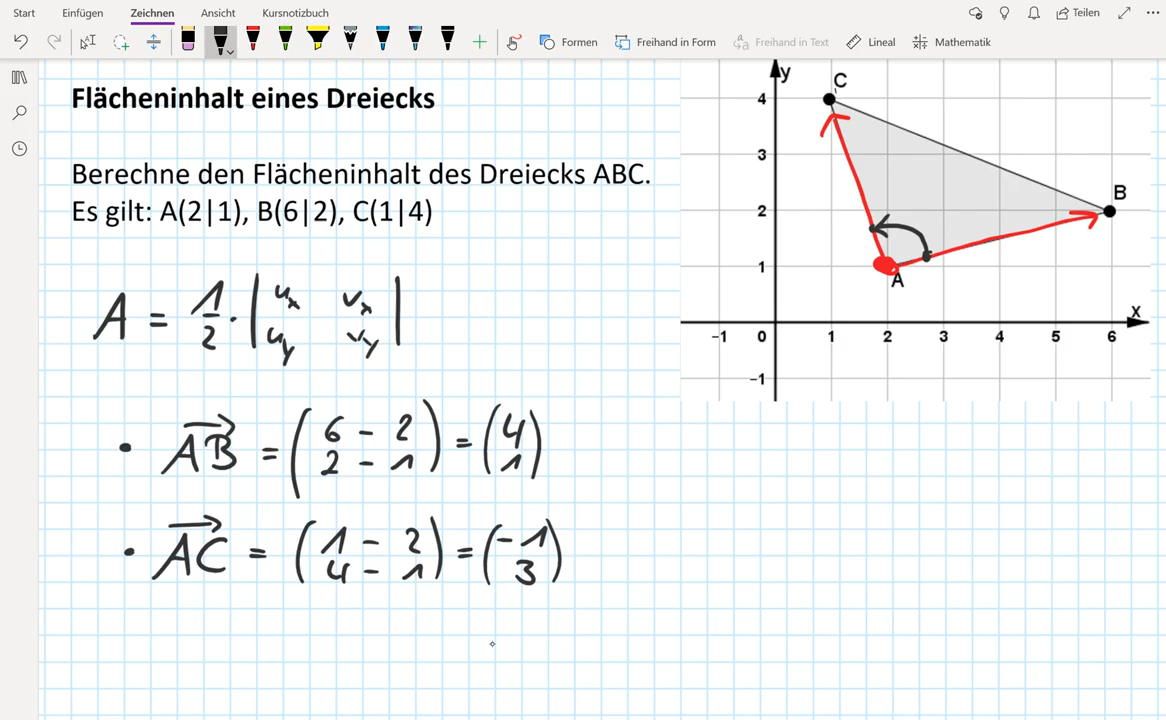 Start Einfügen Zeichnen Ansicht Kursnotizbuch Teilen
Formen Freihand in Form Freihand in Text Lineal Mathematik
Flächeninhalt eines Dreiecks
Berechne den Flächeninhalt des Dreiecks ABC.
Es gilt: A(2|1), B(6|2), C(1|4)
A = 1/2 · | uₓ vₓ |
| u_y v_y |
• AB = ( 6 - 2 ) = ( 4 )
( 2 - 1 ) ( 1 )
• AC = ( 1 - 2 ) = ( -1 )
( 4 - 1 ) ( 3 )
y
C
4
3
B
2
1
A
x
-1 0 1 2 3 4 5 6
-1